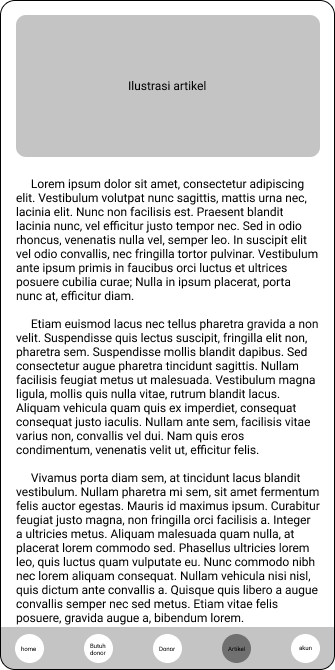 Ilustrasi artikel
Lorem ipsum dolor sit amet, consectetur adipiscing
elit. Vestibulum volutpat nunc sagittis, mattis urna nec,
lacinia elit. Nunc non facilisis est. Praesent blandit
lacinia nunc, vel efficitur justo tempor nec. Sed in odio
rhoncus, venenatis nulla vel, semper leo. In suscipit elit
vel odio convallis, nec fringilla tortor pulvinar. Vestibulum
ante ipsum primis in faucibus orci luctus et ultrices
posuere cubilia curae; Nulla in ipsum placerat, porta
nunc at, efficitur diam.
Etiam euismod lacus nec tellus pharetra gravida a non
velit. Suspendisse quis lectus suscipit, fringilla elit non,
pharetra sem. Suspendisse mollis blandit dapibus. Sed
consectetur augue pharetra tincidunt sagittis. Nullam
facilisis feugiat metus ut malesuada. Vestibulum magna
ligula, mollis quis nulla vitae, rutrum blandit lacus.
Aliquam vehicula quam quis ex imperdiet, consequat
consequat justo iaculis. Nullam ante sem, facilisis vitae
varius non, convallis vel dui. Nam quis eros
condimentum, venenatis velit ut, efficitur felis.
Vivamus porta diam sem, at tincidunt lacus blandit
vestibulum. Nullam pharetra mi sem, sit amet fermentum
felis auctor egestas. Mauris id maximus ipsum. Curabitur
feugiat justo magna, non fringilla orci facilisis a. Integer
a ultricies metus. Aliquam malesuada quam nulla, at
placerat lorem commodo sed. Phasellus ultricies lorem
leo, quis luctus quam vulputate eu. Nunc commodo nibh
nec lorem aliquam consequat. Nullam vehicula nisi nisl,
quis dictum ante convallis a. Quisque quis libero a augue
convallis semper nec sed metus. Etiam vitae felis
posuere, gravida augue a, bibendum lorem.
home
Butuh
donor
Donor
Artikel
akun